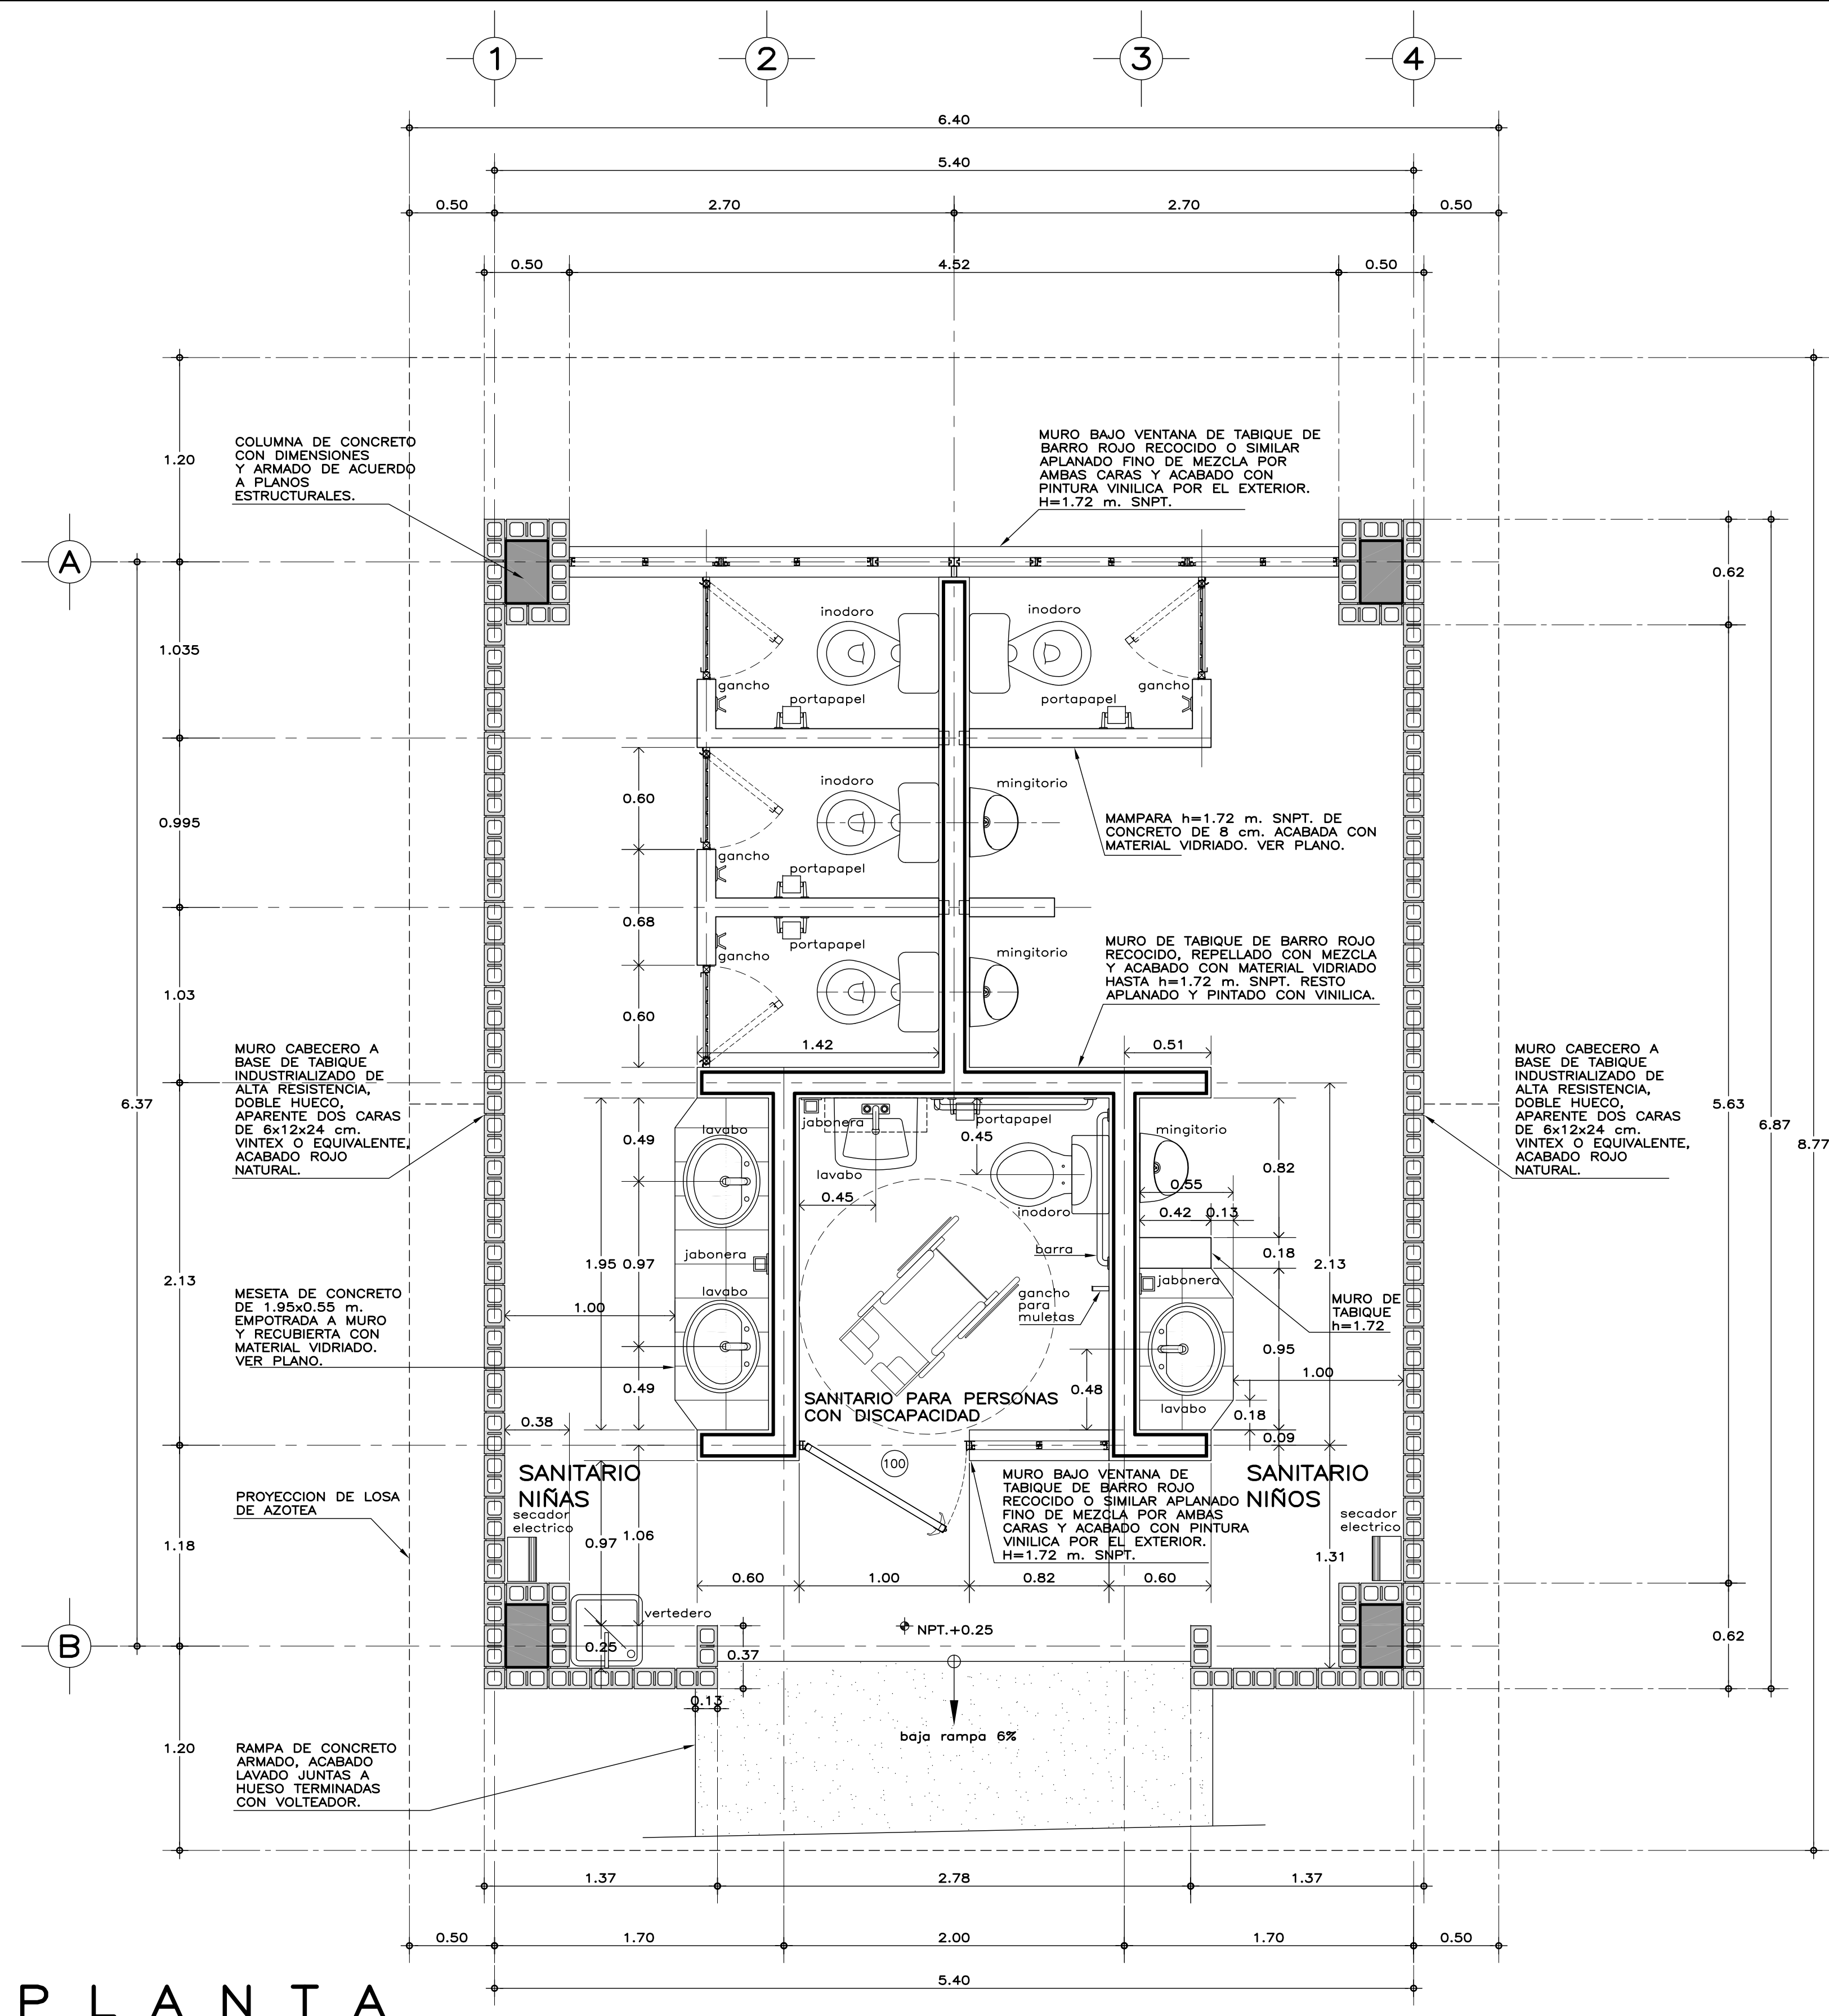 1
2
3
4
6.40
5.40
0.50
2.70
2.70
0.50
0.50
4.52
0.50
COLUMNA DE CONCRETO
CON DIMENSIONES
Y ARMADO DE ACUERDO
A PLANOS
ESTRUCTURALES.
MURO BAJO VENTANA DE TABIQUE DE
BARRO ROJO RECOCIDO O SIMILAR
APLANADO FINO DE MEZCLA POR
AMBAS CARAS Y ACABADO CON
PINTURA VINILICA POR EL EXTERIOR.
H=1.72 m. SNPT.
1.20
A
0.62
inodoro
inodoro
1.035
gancho
portapapel
portapapel
gancho
0.60
inodoro
mingitorio
0.995
MAMPARA h=1.72 m. SNPT. DE
CONCRETO DE 8 cm. ACABADA CON
MATERIAL VIDRIADO. VER PLANO.
gancho
portapapel
0.68
portapapel
gancho
mingitorio
MURO DE TABIQUE DE BARRO ROJO
RECOCIDO, REPELLADO CON MEZCLA
Y ACABADO CON MATERIAL VIDRIADO
HASTA h=1.72 m. SNPT. RESTO
APLANADO Y PINTADO CON VINILICA.
1.03
0.60
1.42
0.51
MURO CABECERO A
BASE DE TABIQUE
INDUSTRIALIZADO DE
ALTA RESISTENCIA,
DOBLE HUECO,
APARENTE DOS CARAS
DE 6x12x24 cm.
VINTEX O EQUIVALENTE,
ACABADO ROJO
NATURAL.
MURO CABECERO A
BASE DE TABIQUE
INDUSTRIALIZADO DE
ALTA RESISTENCIA,
DOBLE HUECO,
APARENTE DOS CARAS
DE 6x12x24 cm.
VINTEX O EQUIVALENTE,
ACABADO ROJO
NATURAL.
6.37
5.63
6.87
8.77
0.49
lavabo
jabonera
portapapel
0.45
mingitorio
lavabo
0.45
inodoro
0.82
0.55
0.42
0.13
barra
0.18
2.13
jabonera
1.95
0.97
jabonera
2.13
lavabo
gancho
para
muletas
1.00
MESETA DE CONCRETO
DE 1.95x0.55 m.
EMPOTRADA A MURO
Y RECUBIERTA CON
MATERIAL VIDRIADO.
VER PLANO.
MURO DE
TABIQUE
h=1.72
0.95
1.00
0.49
0.48
SANITARIO PARA PERSONAS
CON DISCAPACIDAD
lavabo
0.18
0.38
0.09
100
SANITARIO
NIÑAS
SANITARIO
NIÑOS
MURO BAJO VENTANA DE
TABIQUE DE BARRO ROJO
RECOCIDO O SIMILAR APLANADO
FINO DE MEZCLA POR AMBAS
CARAS Y ACABADO CON PINTURA
VINILICA POR EL EXTERIOR.
H=1.72 m. SNPT.
PROYECCION DE LOSA
DE AZOTEA
secador
electrico
secador
electrico
1.18
0.97
1.06
1.31
0.60
1.00
0.82
0.60
vertedero
NPT.+0.25
B
0.25
0.37
0.62
0.13
baja rampa 6%
1.20
RAMPA DE CONCRETO
ARMADO, ACABADO
LAVADO JUNTAS A
HUESO TERMINADAS
CON VOLTEADOR.
1.37
2.78
1.37
0.50
1.70
2.00
1.70
0.50
5.40
PLANTA